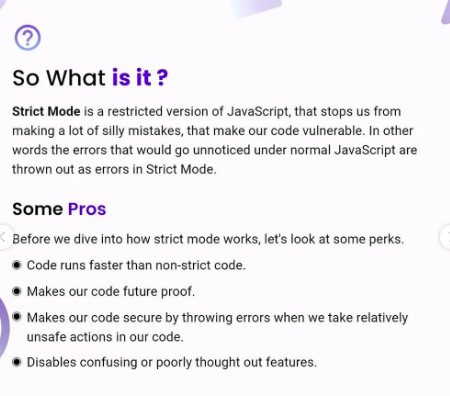 So What is it ?
Strict Mode is a restricted version of JavaScript, that stops us from
making a lot of silly mistakes, that make our code vulnerable. In other
words the errors that would go unnoticed under normal JavaScript are
thrown out as errors in Strict Mode.
Some Pros
Before we dive into how strict mode works, let's look at some perks.
Code runs faster than non-strict code.
Makes our code future proof.
Makes our code secure by throwing errors when we take relatively
unsafe actions in our code.
Disables confusing or poorly thought out features.